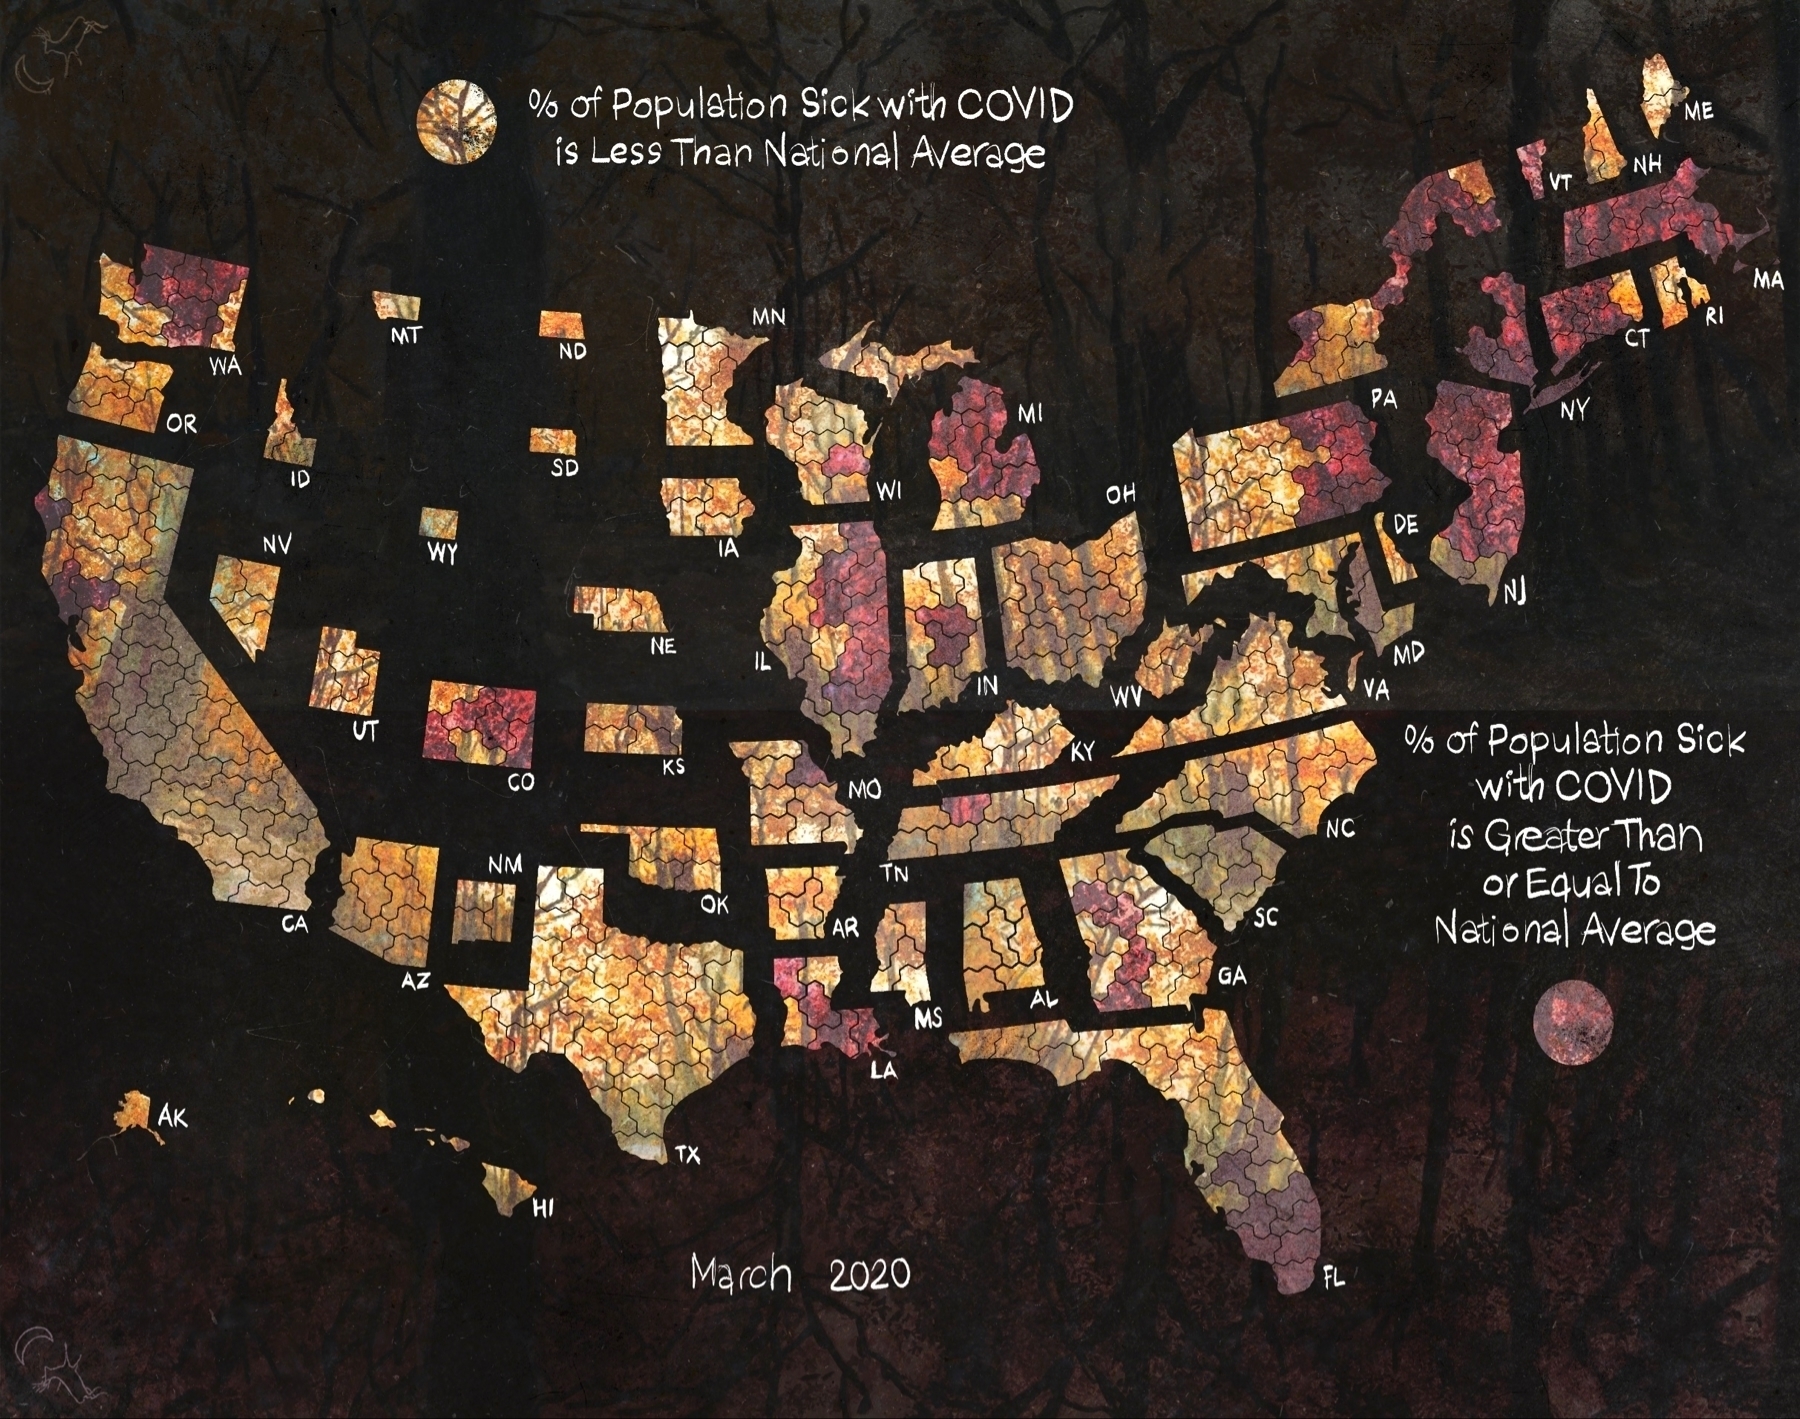 % of Population Sick with COVID
is Less Than National Average
ME
NH
VT
MA
RI
CT
NY
PA
WA
MT
ND
MN
OR
MI
ID
SD
WI
OH
DE
NV
WY
IA
NJ
NE
IL
IN
WV
MD
VA
UT
CO
KS
MO
KY
% of Population Sick
with COVID
is Greater Than
or Equal To
National Average
NC
TN
NM
OK
AR
SC
CA
AZ
MS
AL
GA
LA
AK
TX
HI
FL
March 2020